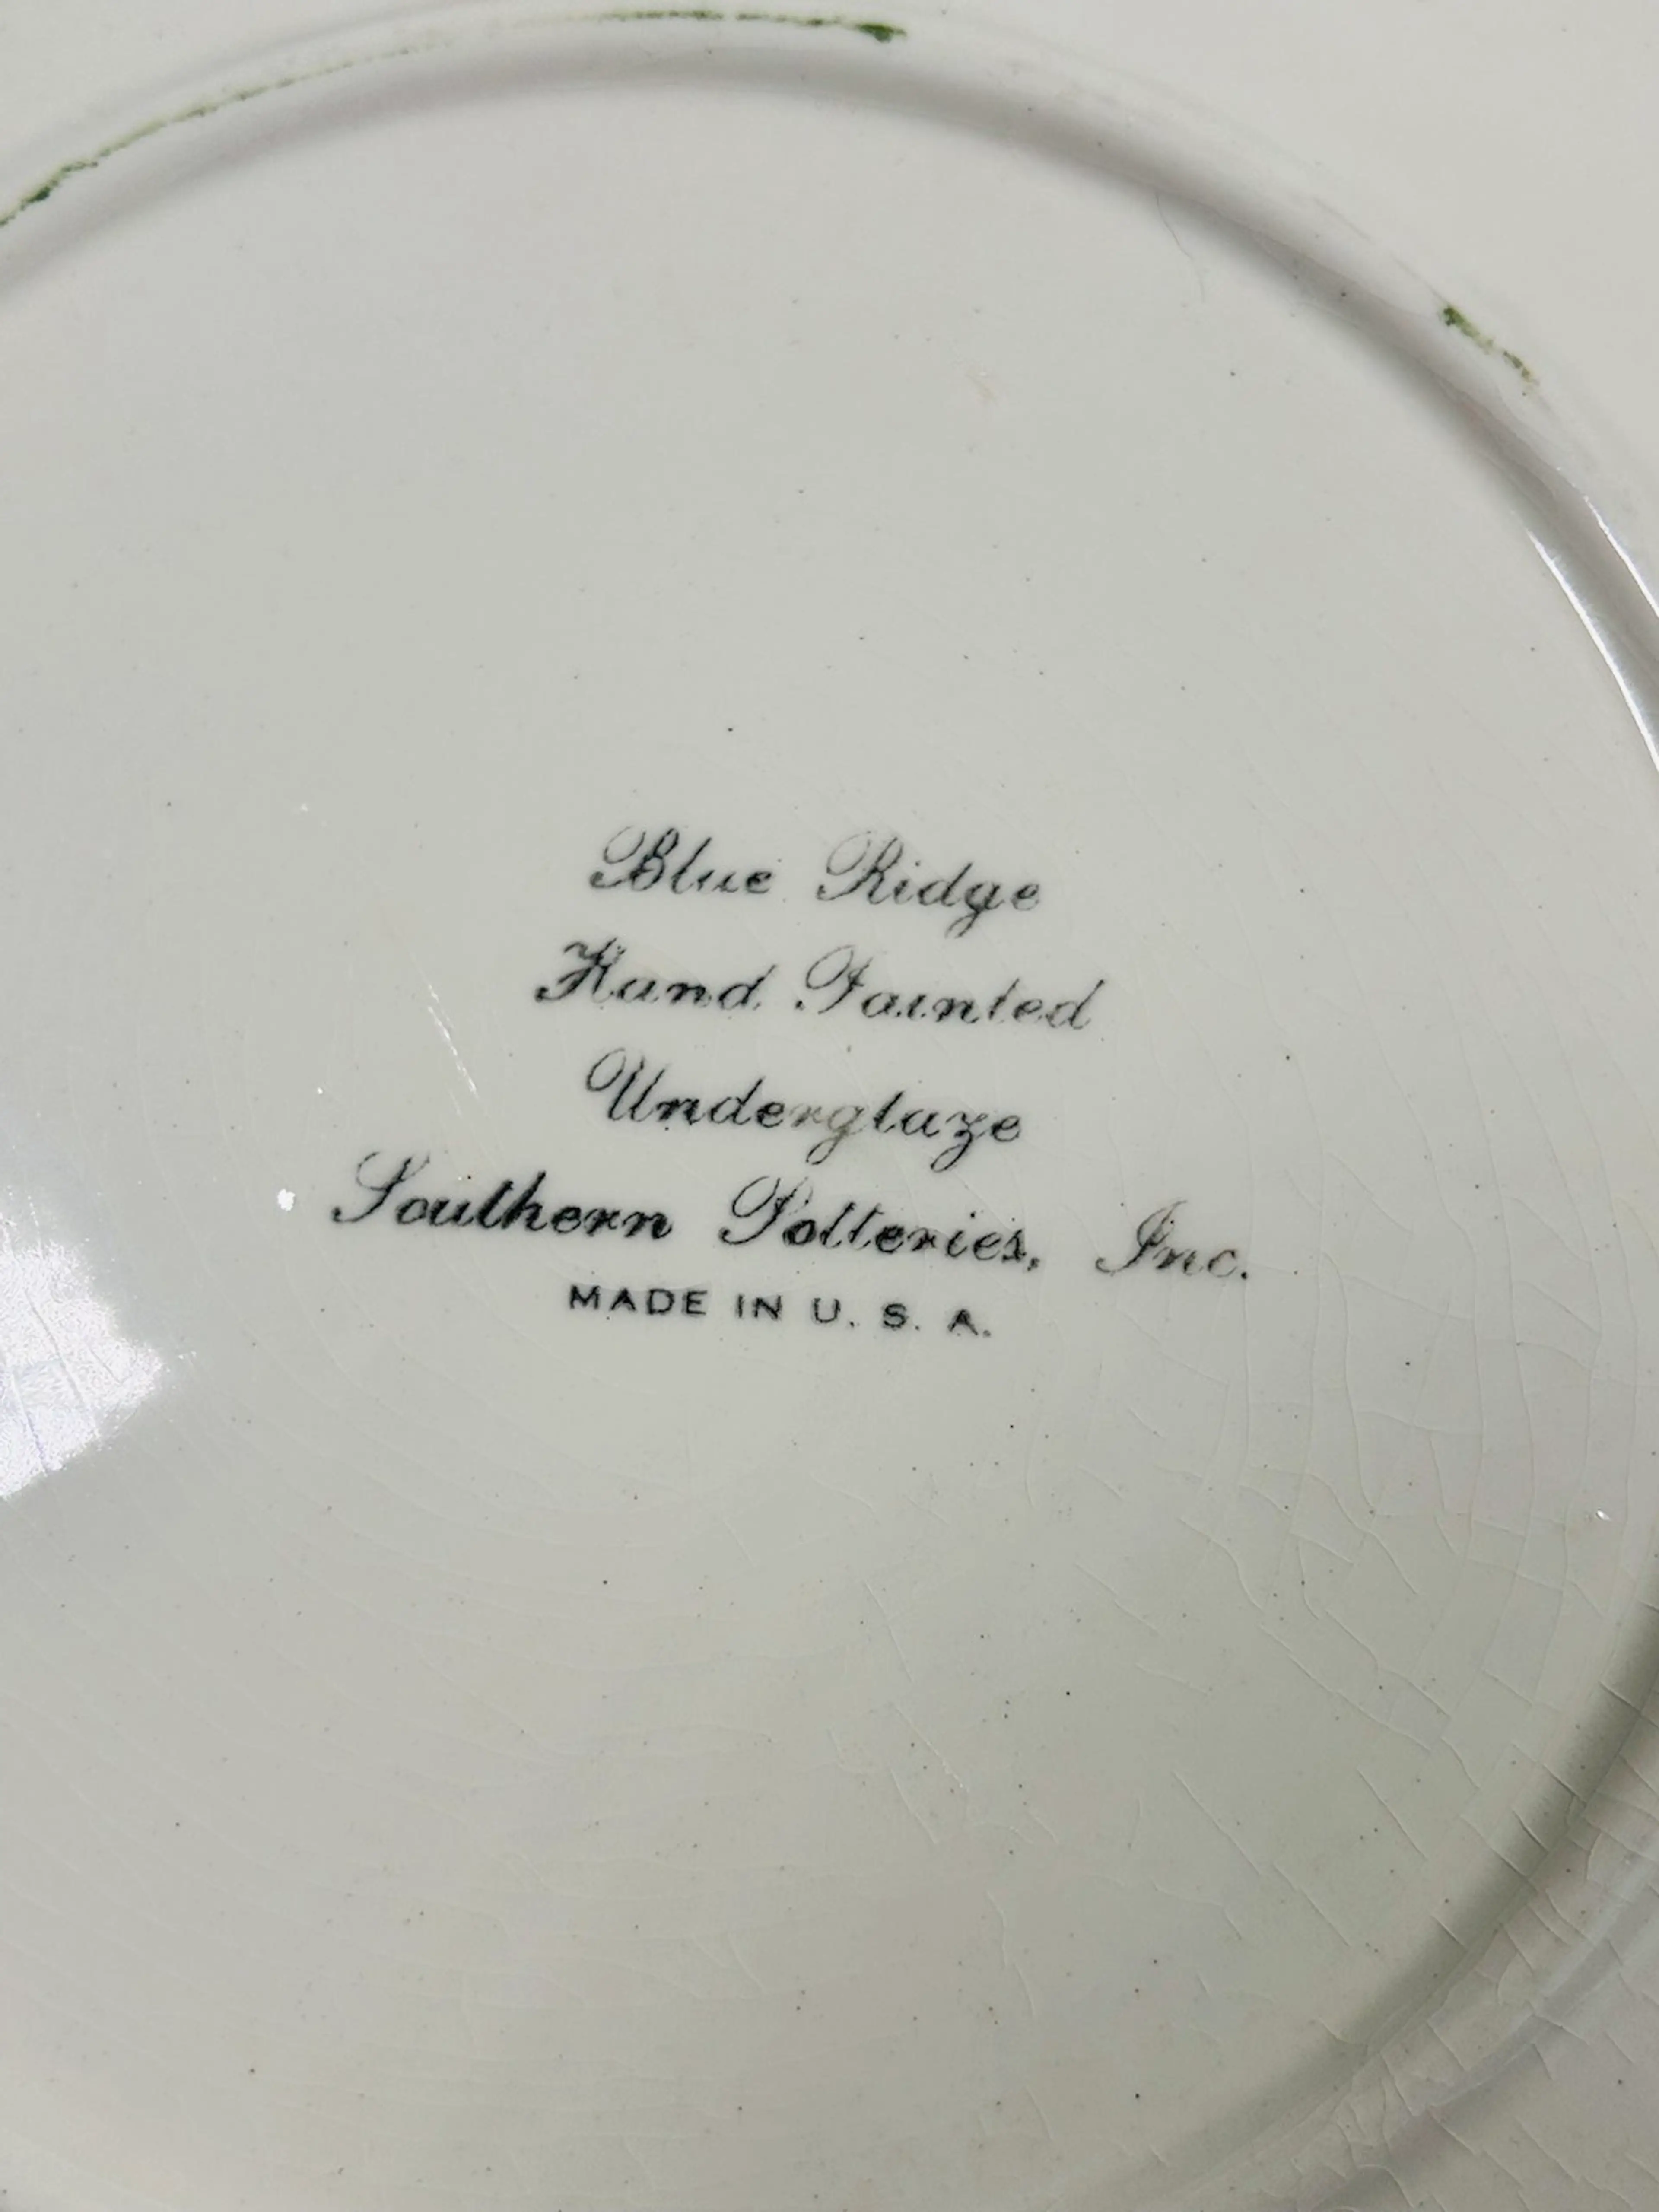 Blue Ridge
Hand Painted
Underglaze
Southern Potteries, Inc.
MADE IN U. S. A.